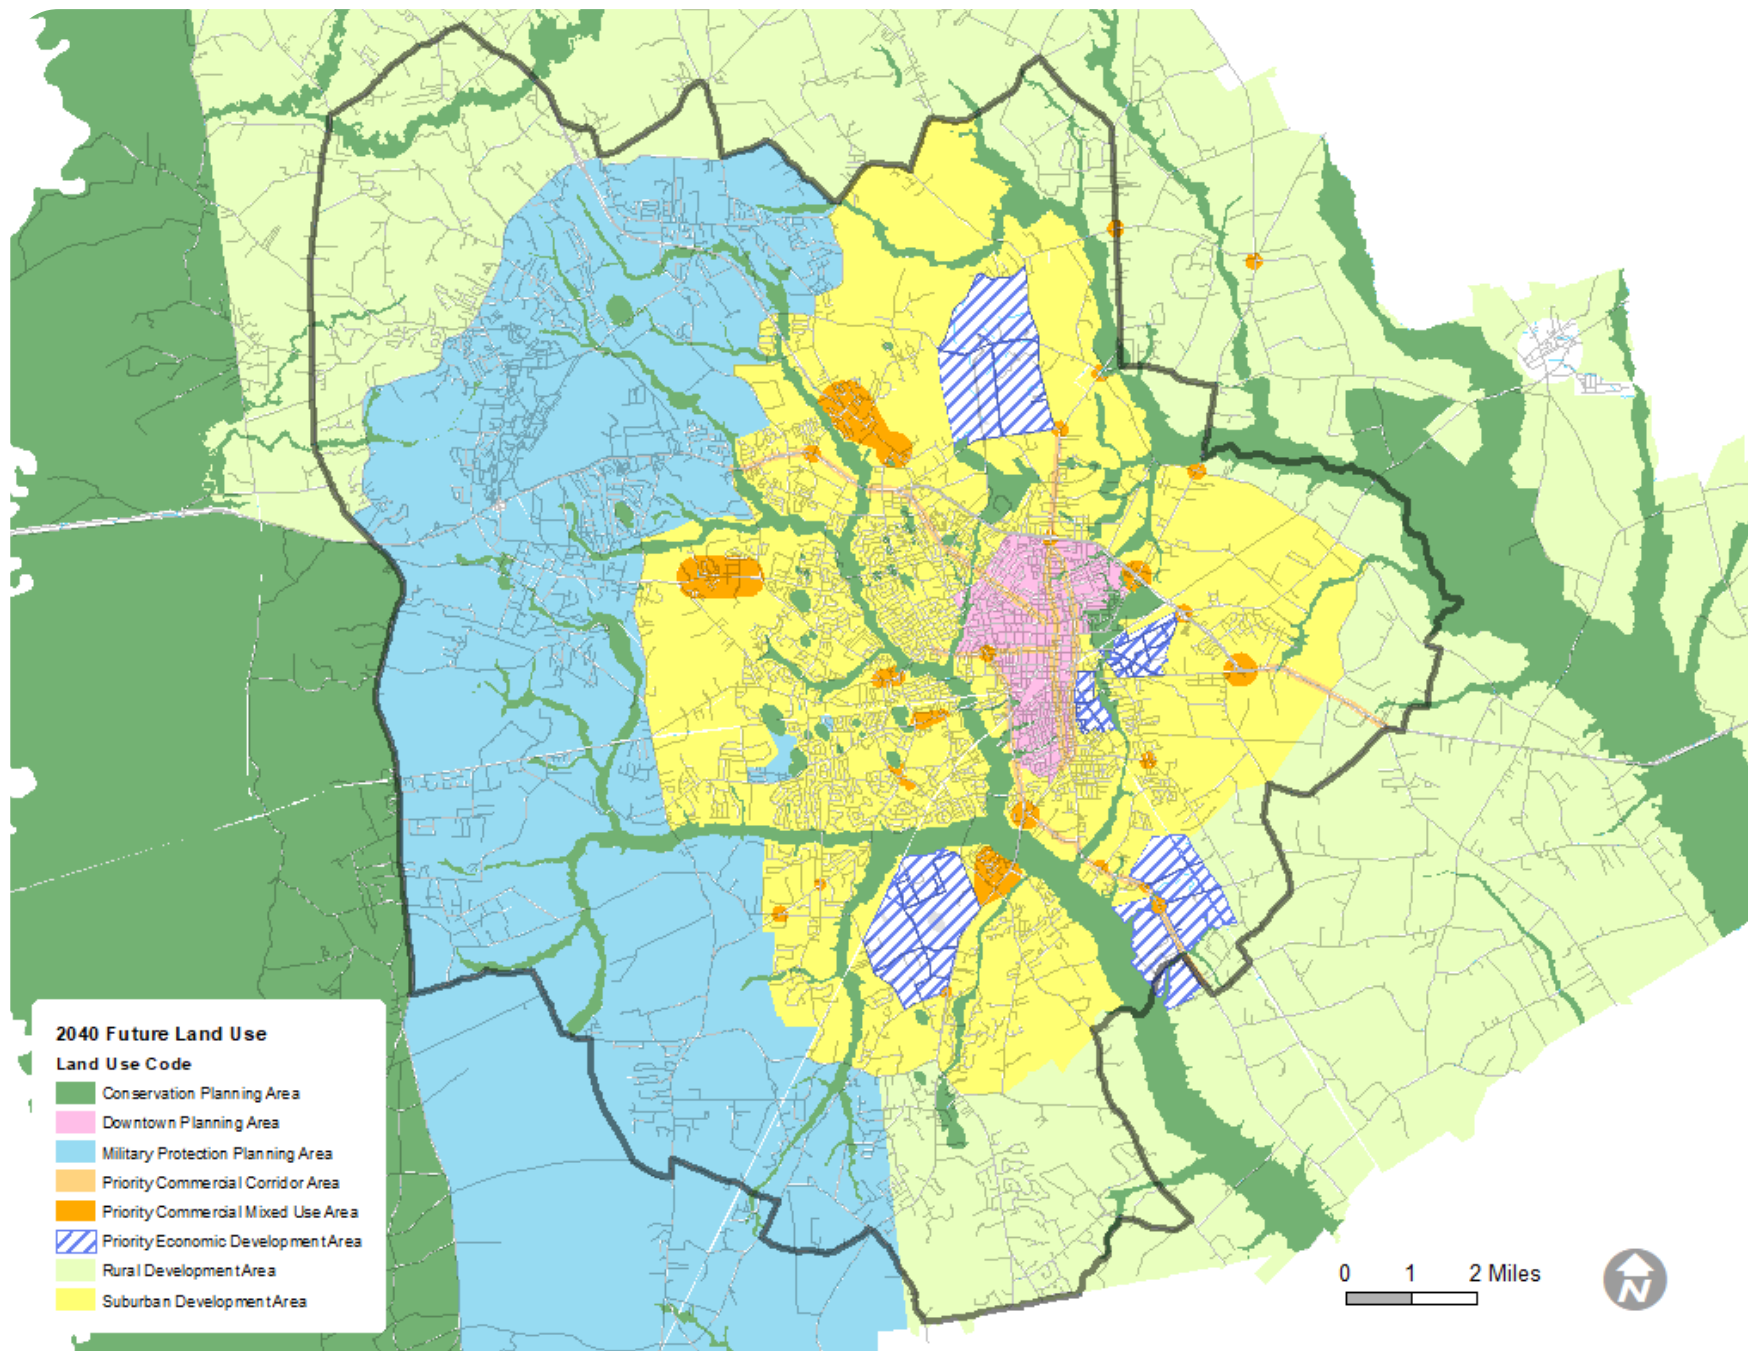 2040 Future Land Use
Land Use Code
Conservation Planning Area
Downtown Planning Area
Military Protection Planning Area
Priority Commercial Corridor Area
Priority Commercial Mixed Use Area
Priority Economic Development Area
Rural Development Area
Suburban Development Area
0 1 2 Miles
N